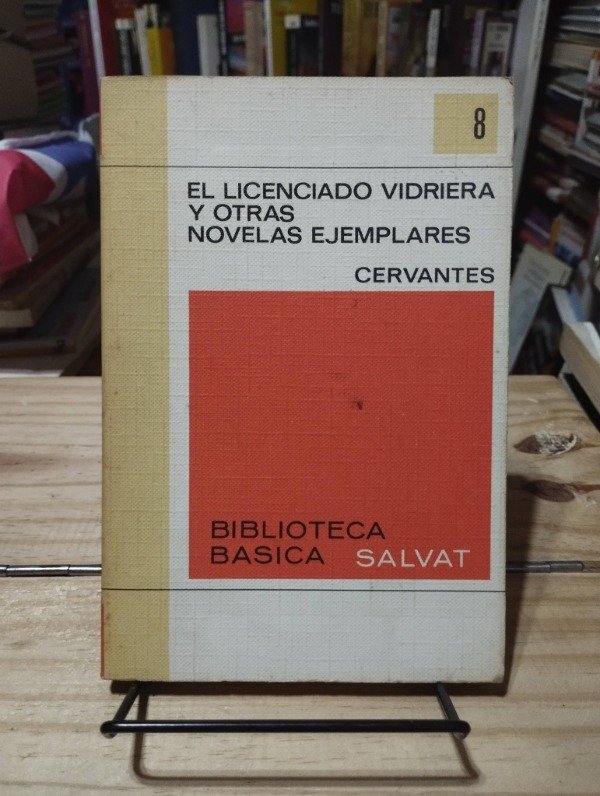 8
EL LICENCIADO VIDRIERA
Y OTRAS
NOVELAS EJEMPLARES
CERVANTES
BIBLIOTECA
BASICA SALVAT